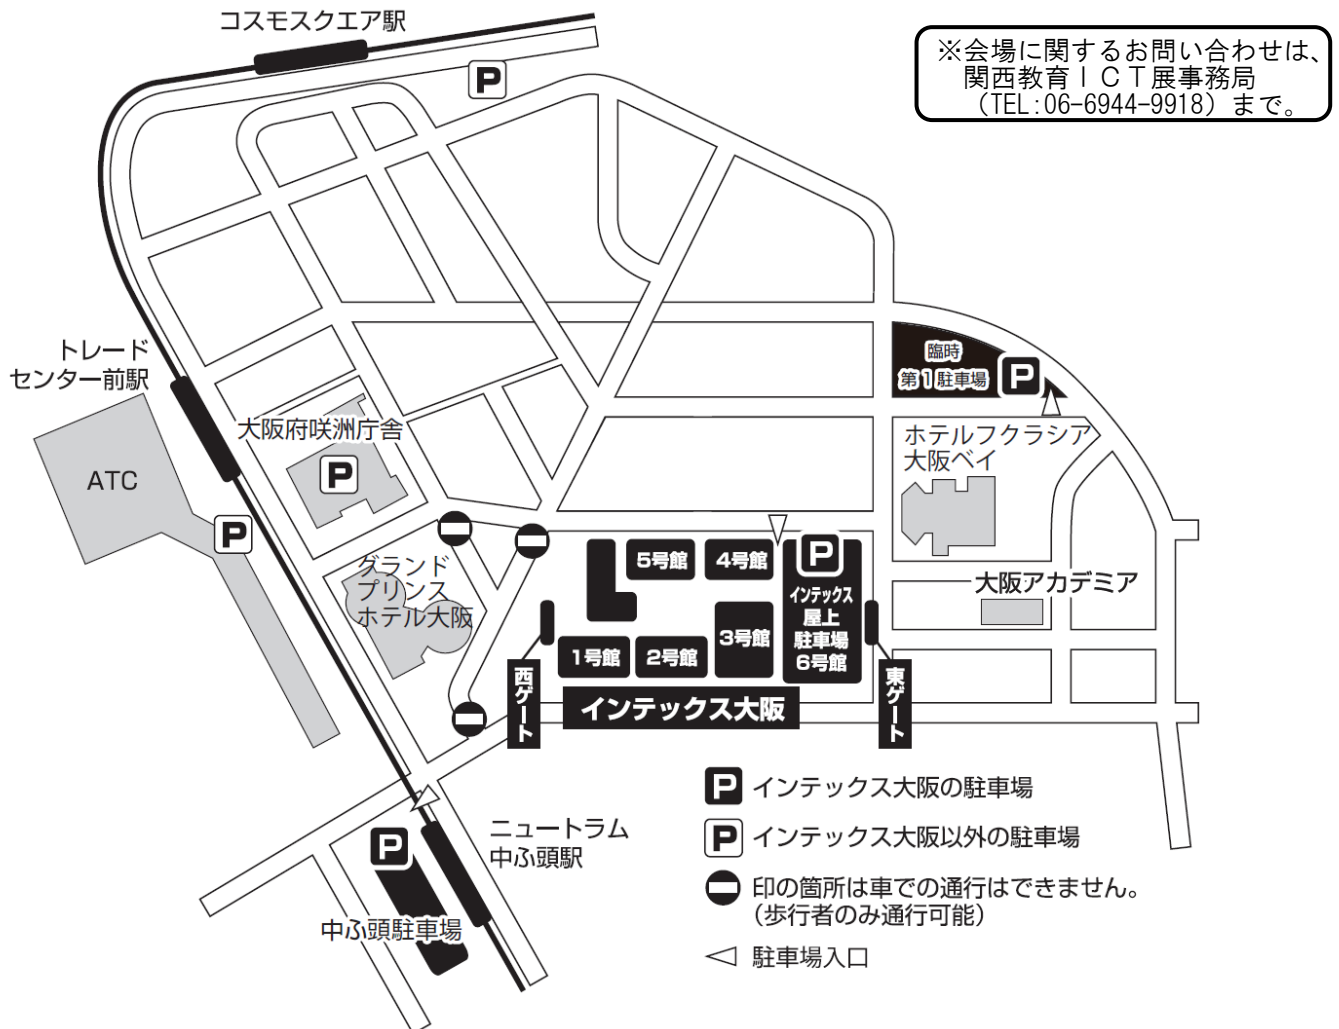 コスモスクエア駅
※会場に関するお問い合わせは、
関西教育ＩＣＴ展事務局
（TEL:06-6944-9918）まで。
P
トレード
センター前駅
臨時
第1駐車場
P
大阪府咲洲庁舎
P
ホテルフクラシア
大阪ベイ
ATC
P
グランド
プリンス
ホテル大阪
5号館
4号館
P
インテックス
屋上
駐車場
6号館
大阪アカデミア
1号館
2号館
3号館
西ゲート
インテックス大阪
東ゲート
P インテックス大阪の駐車場
P インテックス大阪以外の駐車場
印の箇所は車での通行はできません。
（歩行者のみ通行可能）
駐車場入口
ニュートラム
中ふ頭駅
P
中ふ頭駐車場